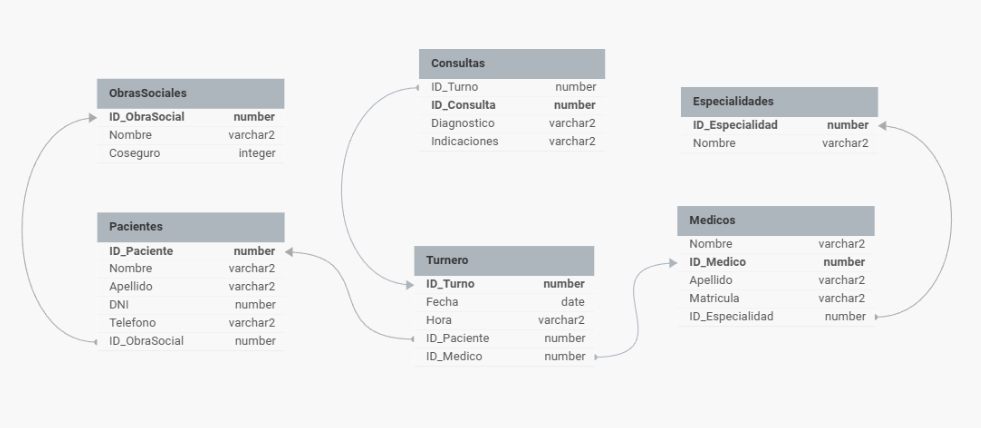 ObrasSociales
ID_ObraSocial number
Nombre varchar2
Coseguro integer
Pacientes
ID_Paciente number
Nombre varchar2
Apellido varchar2
DNI number
Telefono varchar2
ID_ObraSocial number
Consultas
ID_Turno number
ID_Consulta number
Diagnostico varchar2
Indicaciones varchar2
Turnero
ID_Turno number
Fecha date
Hora varchar2
ID_Paciente number
ID_Medico number
Especialidades
ID_Especialidad number
Nombre varchar2
Medicos
Nombre varchar2
ID_Medico number
Apellido varchar2
Matricula varchar2
ID_Especialidad number